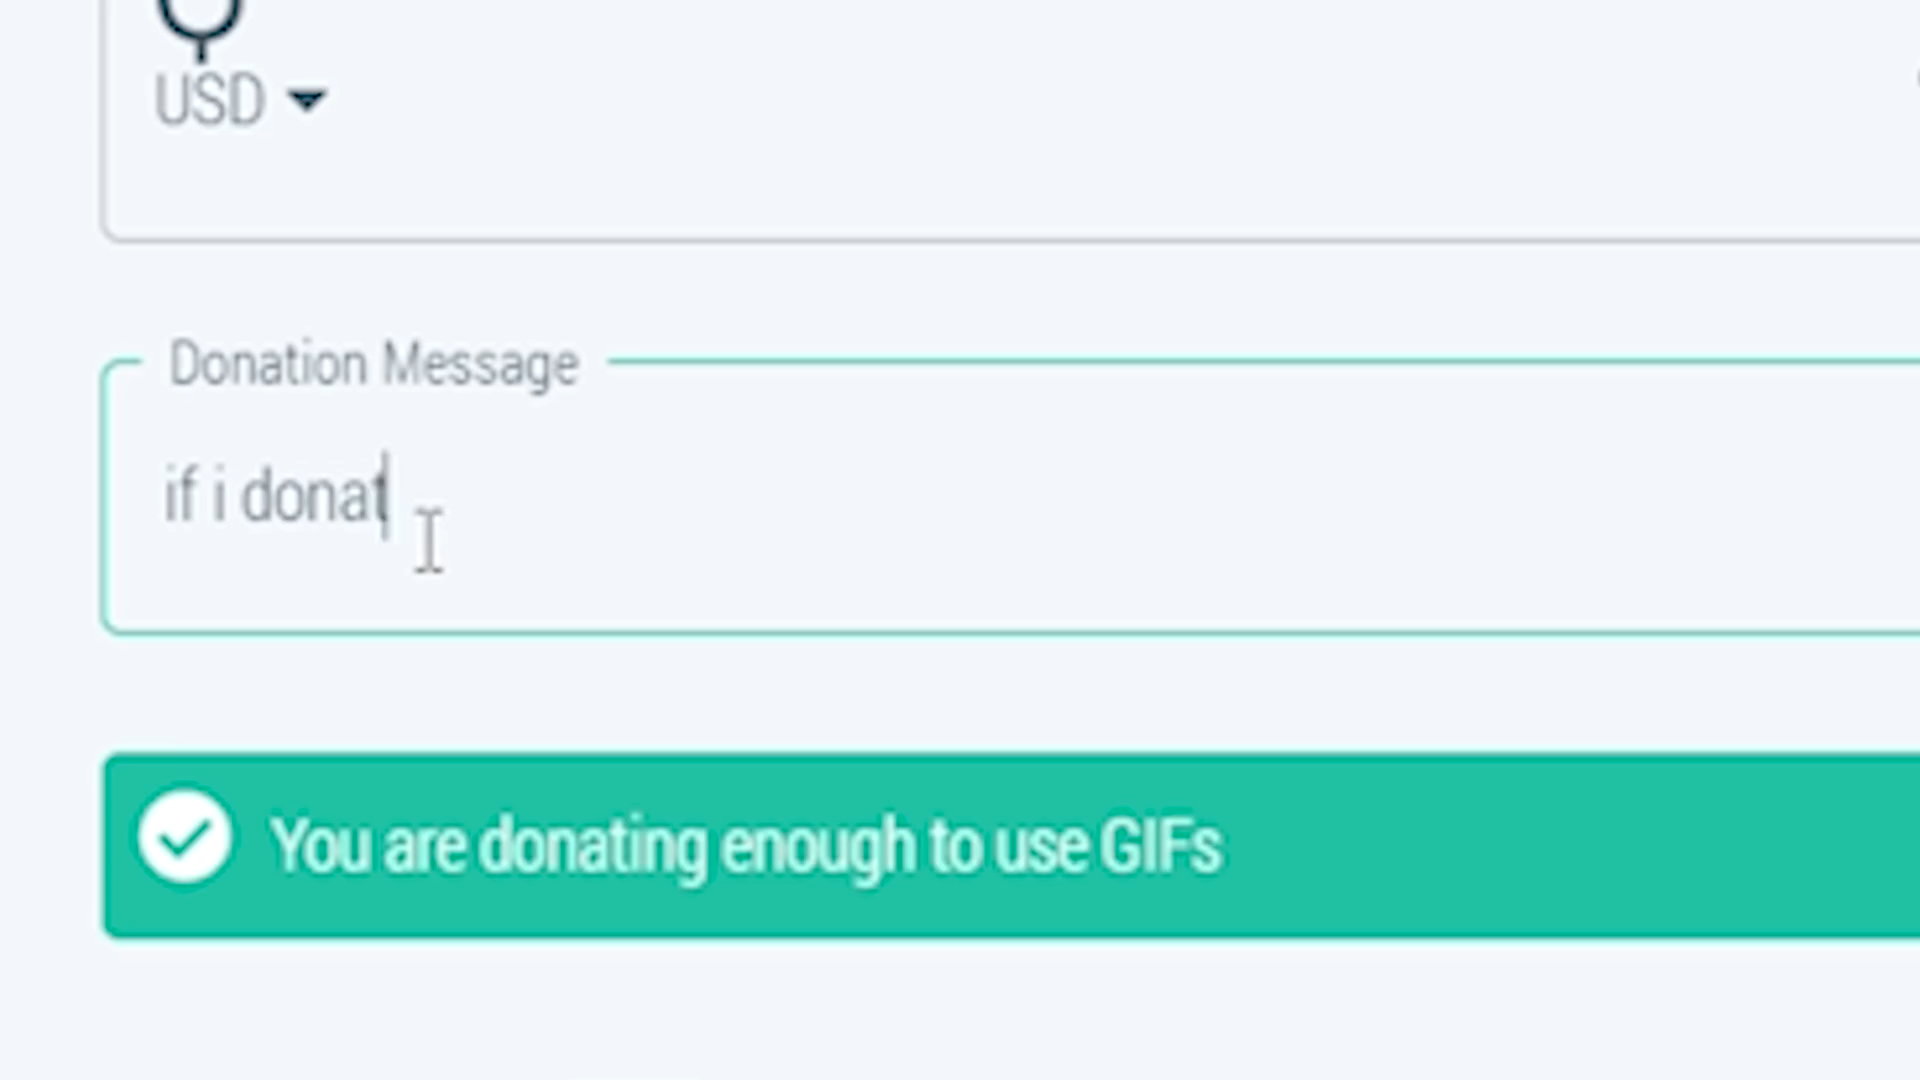 USD
Donation Message
if i donat
You are donating enough to use GIFs